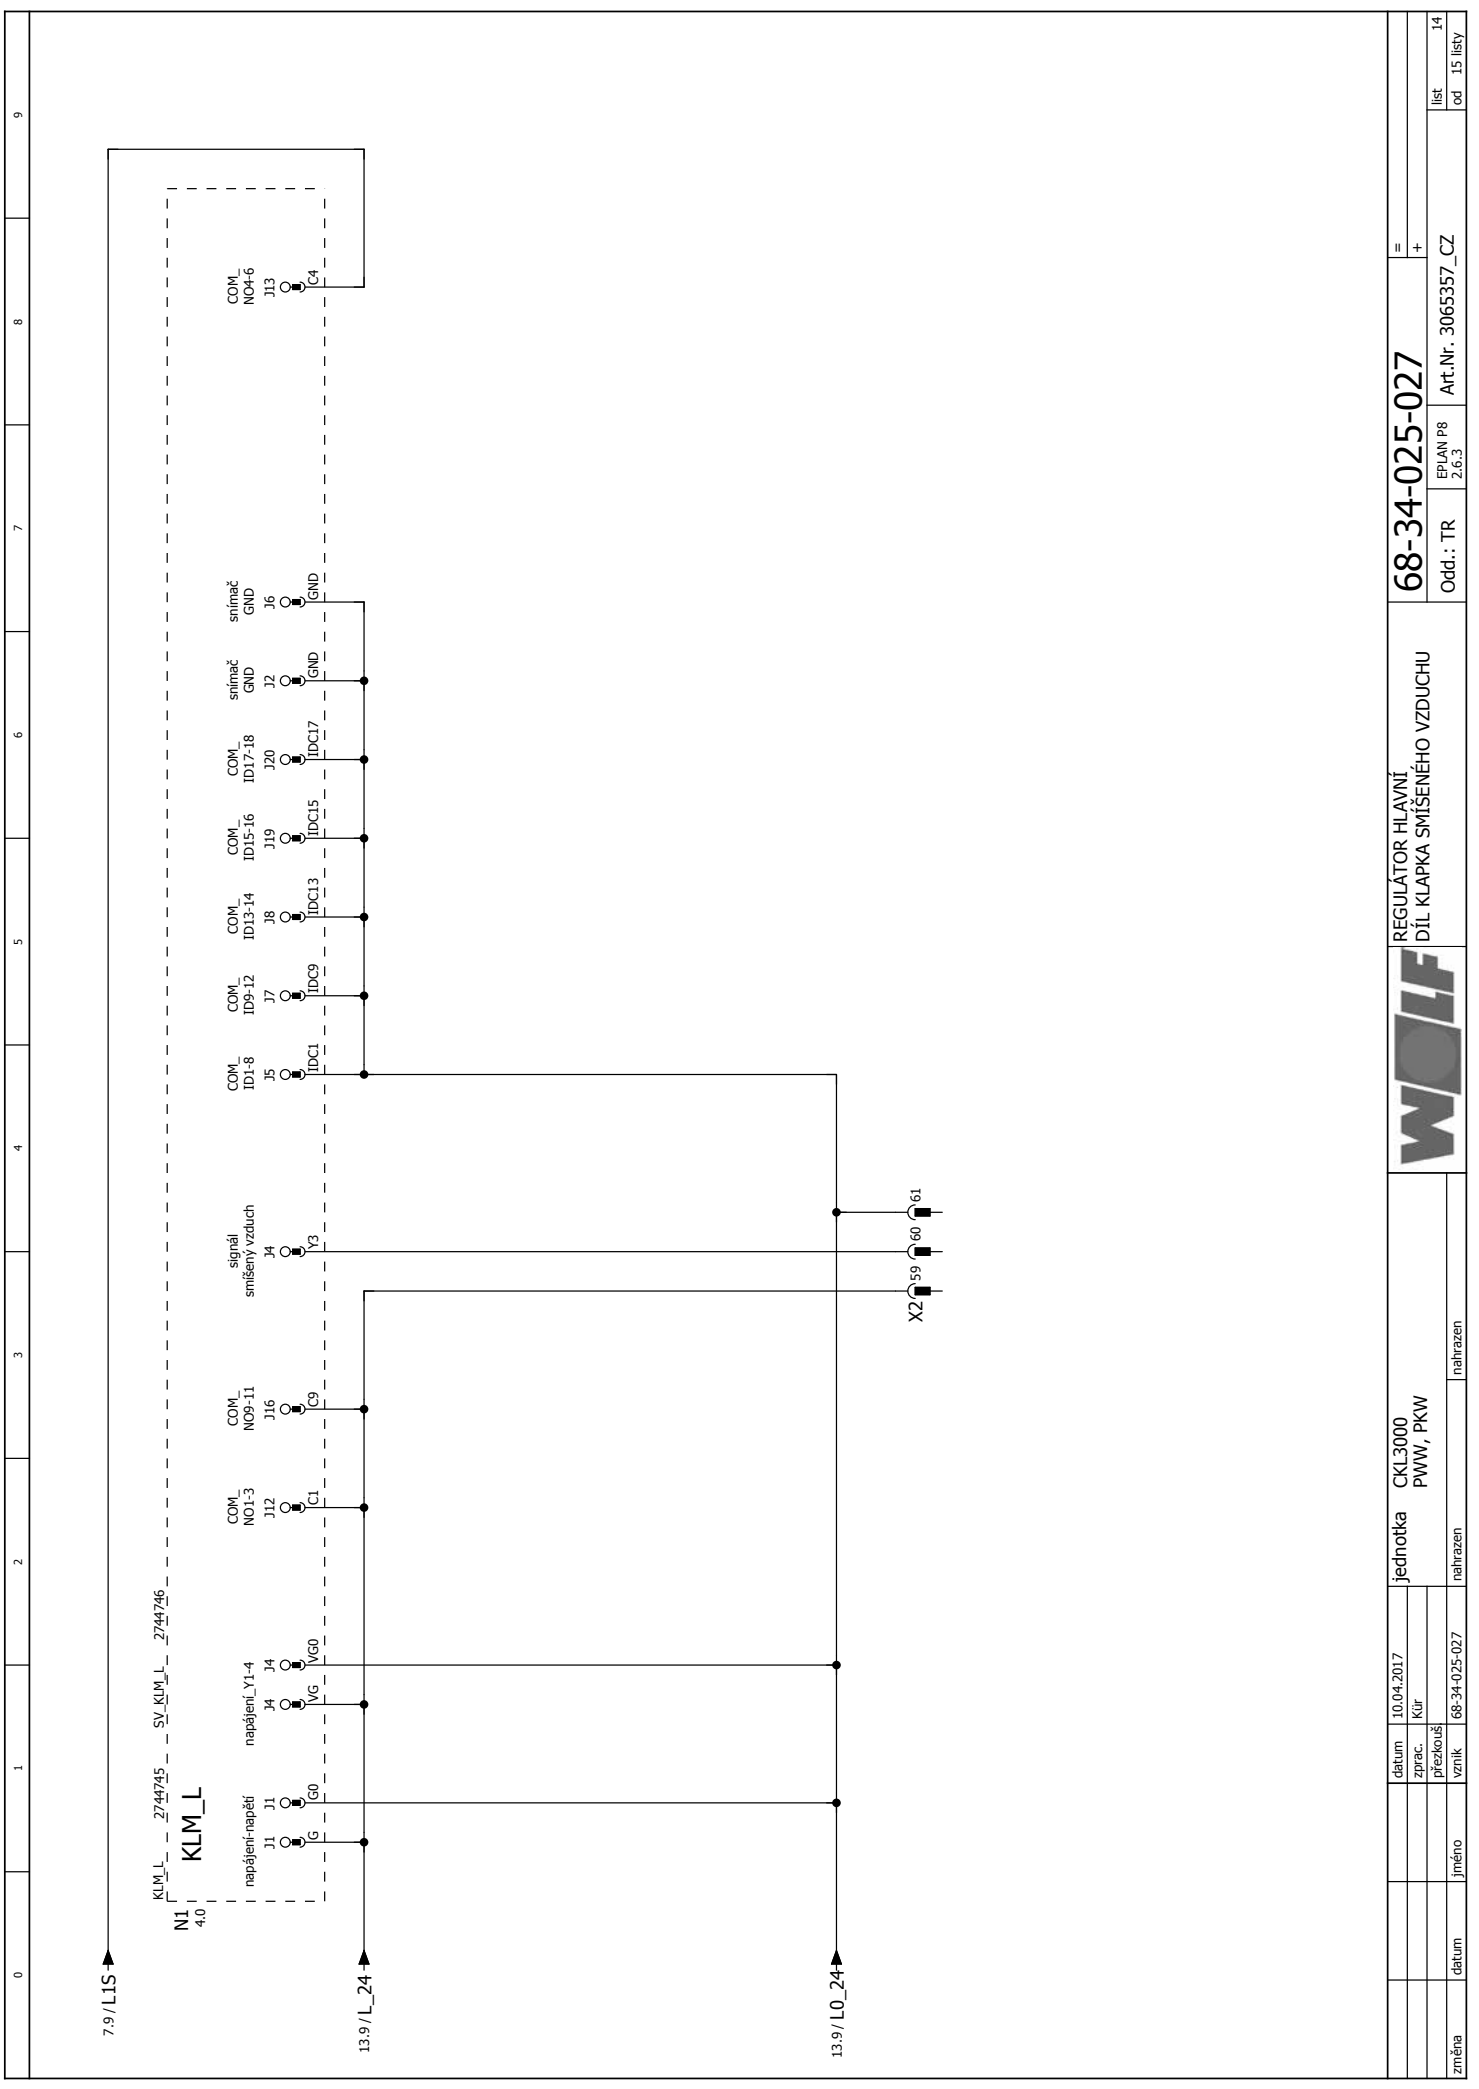 0 1 2 3 4 5 6 7 8 9
7.9 / L1S
KLM_L 2744745 SV_KLM_L 2744746
N1
4.0
KLM_L
napájení-napětí
J1 J1
G G0
napájení_Y1-4
J4 J4
VG VG0
COM_
NO1-3
J12
C1
COM_
NO9-11
J16
C9
signál
smíšený vzduch
J4
Y3
COM_
ID1-8
J5
IDC1
COM_
ID9-12
J7
IDC9
COM_
ID13-14
J8
IDC13
COM_
ID15-16
J19
IDC15
COM_
ID17-18
J20
IDC17
snímač
GND
J2
GND
snímač
GND
J6
GND
COM_
NO4-6
J13
C4
13.9 / L_24
13.9 / L0_24
X2 59 60 61
změna datum jméno
datum 10.04.2017
zprac. Kür
přezkouš.
vznik 68-34-025-027
nahrazen nahrazen
jednotka CKL3000
PWW, PKW
WOLF
REGULÁTOR HLAVNÍ
DÍL KLAPKA SMÍŠENÉHO VZDUCHU
68-34-025-027
=
+
Odd.: TR
EPLAN P8
2.6.3
Art.Nr. 3065357_CZ
list 14
od 15 listy